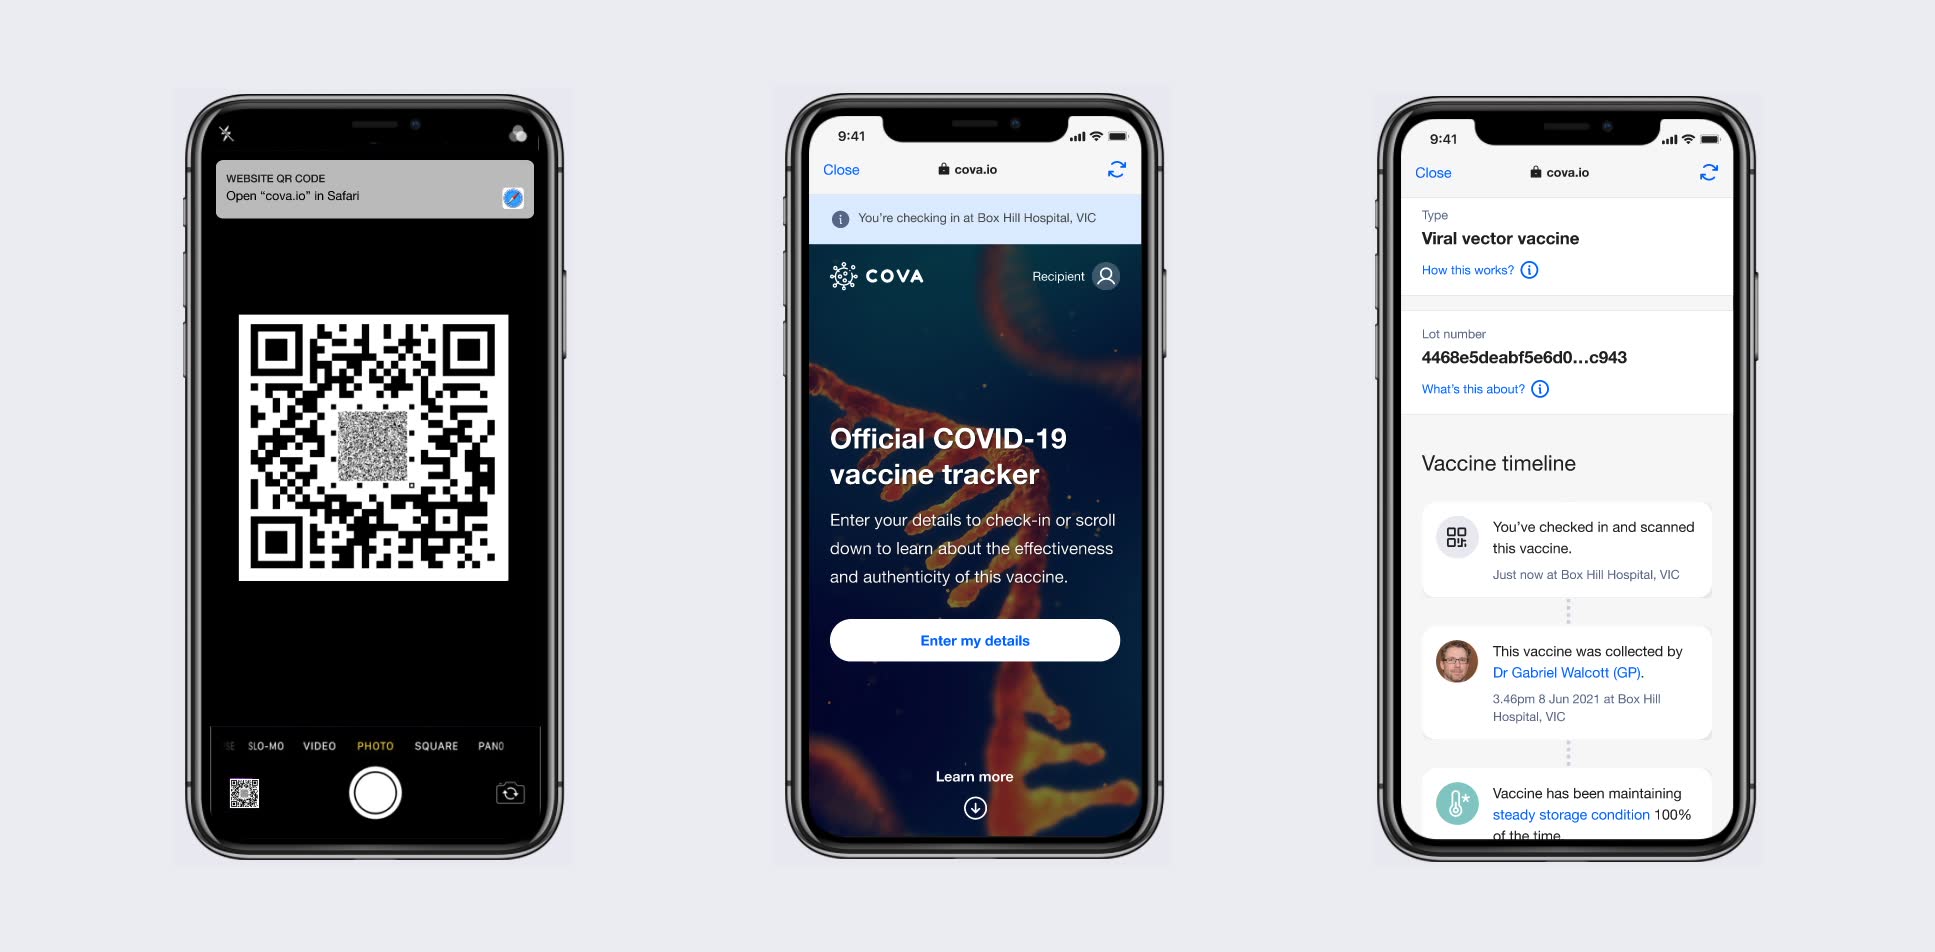 WEBSITE QR CODE
Open “cova.io” in Safari
SLO-MO VIDEO PHOTO SQUARE PANO
9:41
Close cova.io
You’re checking in at Box Hill Hospital, VIC
COVA Recipient
Official COVID-19
vaccine tracker
Enter your details to check-in or scroll
down to learn about the effectiveness
and authenticity of this vaccine.
Enter my details
Learn more
9:41
Close cova.io
Type
Viral vector vaccine
How this works?
Lot number
4468e5deabf5e6d0...c943
What’s this about?
Vaccine timeline
You’ve checked in and scanned
this vaccine.
Just now at Box Hill Hospital, VIC
This vaccine was collected by
Dr Gabriel Walcott (GP).
3.46pm 8 Jun 2021 at Box Hill
Hospital, VIC
Vaccine has been maintaining
steady storage condition 100%
of the time